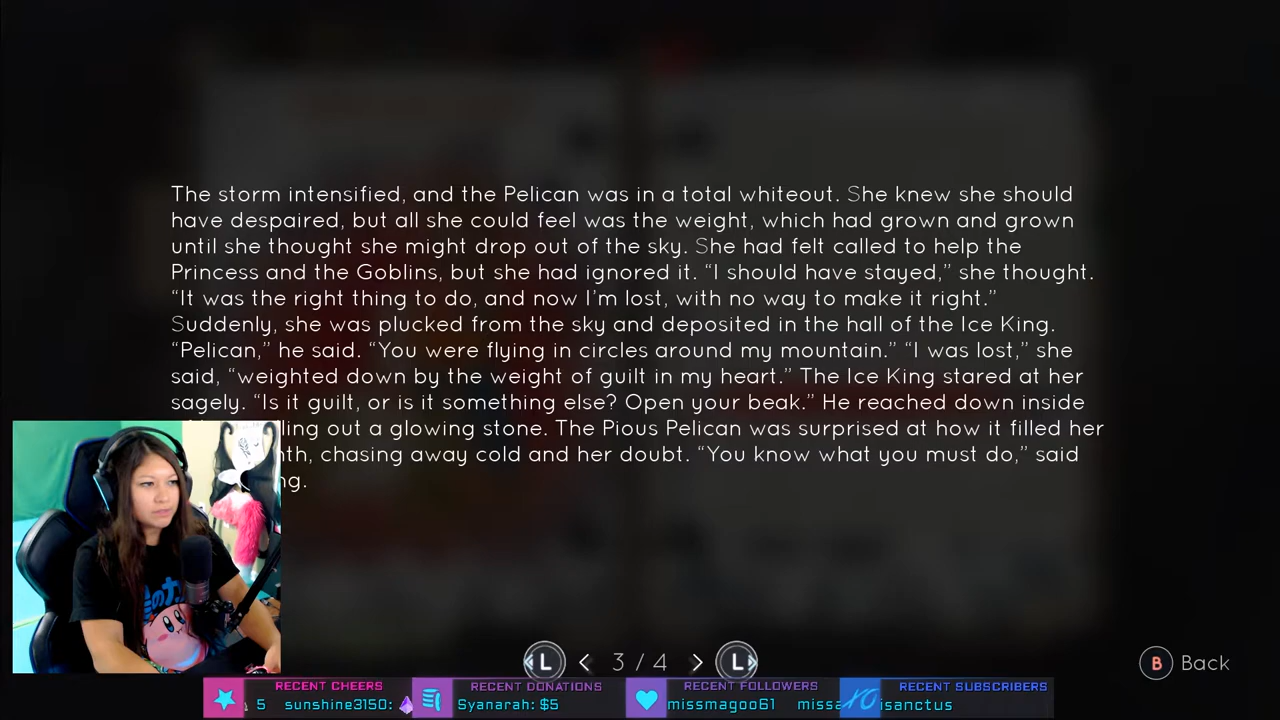 The storm intensified, and the Pelican was in a total whiteout. She knew she should
have despaired, but all she could feel was the weight, which had grown and grown
until she thought she might drop out of the sky. She had felt called to help the
Princess and the Goblins, but she had ignored it. “I should have stayed,” she thought.
“It was the right thing to do, and now I'm lost, with no way to make it right.”
Suddenly, she was plucked from the sky and deposited in the hall of the Ice King.
“Pelican,” he said. “You were flying in circles around my mountain.” “I was lost,” she
said, “weighted down by the weight of guilt in my heart.” The Ice King stared at her
sagely. “Is it guilt, or is it something else? Open your beak.” He reached down inside
out a glowing stone. The Pious Pelican was surprised at how it filled her
chasing away cold and her doubt. “You know what you must do,” said
L < 3 / 4 > L
B Back
RECENT CHEERS
5 sunshine3150:
RECENT DONATIONS
Syanarah: $5
RECENT FOLLOWERS
missmagoo61 missa
RECENT SUBSCRIBERS
isanctus